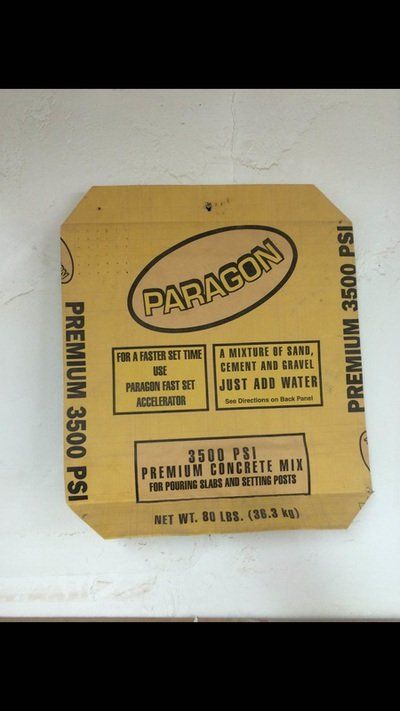 PARAGON
FOR A FASTER SET TIME
USE
PARAGON FAST SET
ACCELERATOR
A MIXTURE OF SAND,
CEMENT AND GRAVEL
JUST ADD WATER
See Directions on Back Panel
3500 PSI
PREMIUM CONCRETE MIX
FOR POURING SLABS AND SETTING POSTS
NET WT. 80 LBS. (36.3 kg)
PREMIUM 3500 PSI
PREMIUM 3500 PSI